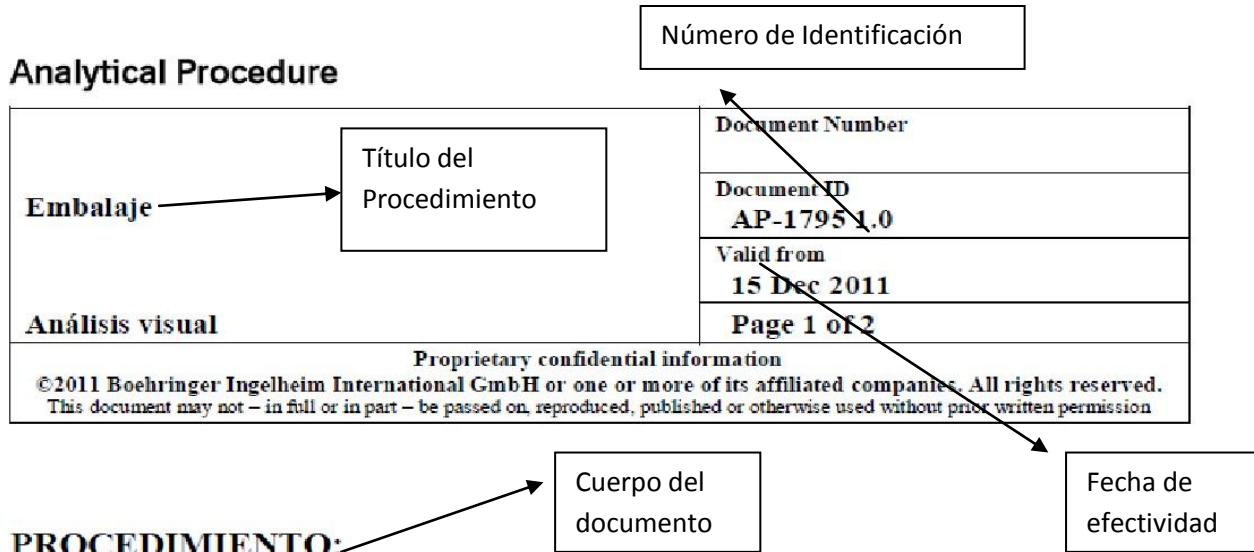 Número de Identificación
Analytical Procedure
Título del
Procedimiento
Embalaje
Análisis visual
Document Number
Document ID
AP-1795 1.0
Valid from
15 Dec 2011
Page 1 of 2
Proprietary confidential information
©2011 Boehringer Ingelheim International GmbH or one or more of its affiliated companies. All rights reserved.
This document may not – in full or in part – be passed on, reproduced, published or otherwise used without prior written permission
Cuerpo del
documento
Fecha de
efectividad
PROCEDIMIENTO: